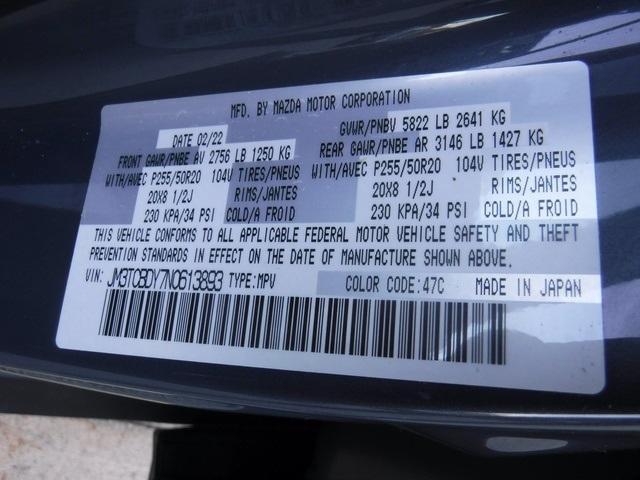 MFD. BY MAZDA MOTOR CORPORATION
DATE 02/22 GVWR/PNBV 5822 LB 2641 KG
FRONT GAWR/PNBE AV 2756 LB 1250 KG REAR GAWR/PNBE AR 3146 LB 1427 KG
WITH/AVEC P255/50R20 104V TIRES/PNEUS WITH/AVEC P255/50R20 104V TIRES/PNEUS
20X8 1/2J RIMS/JANTES 20X8 1/2J RIMS/JANTES
230 KPA/34 PSI COLD/A FROID 230 KPA/34 PSI COLD/A FROID
THIS VEHICLE CONFORMS TO ALL APPLICABLE FEDERAL MOTOR VEHICLE SAFETY AND THEFT
PREVENTION STANDARDS IN EFFECT ON THE DATE OF MANUFACTURE SHOWN ABOVE.
VIN: JM3TCBDY7N0613893 TYPE:MPV COLOR CODE:47C MADE IN JAPAN